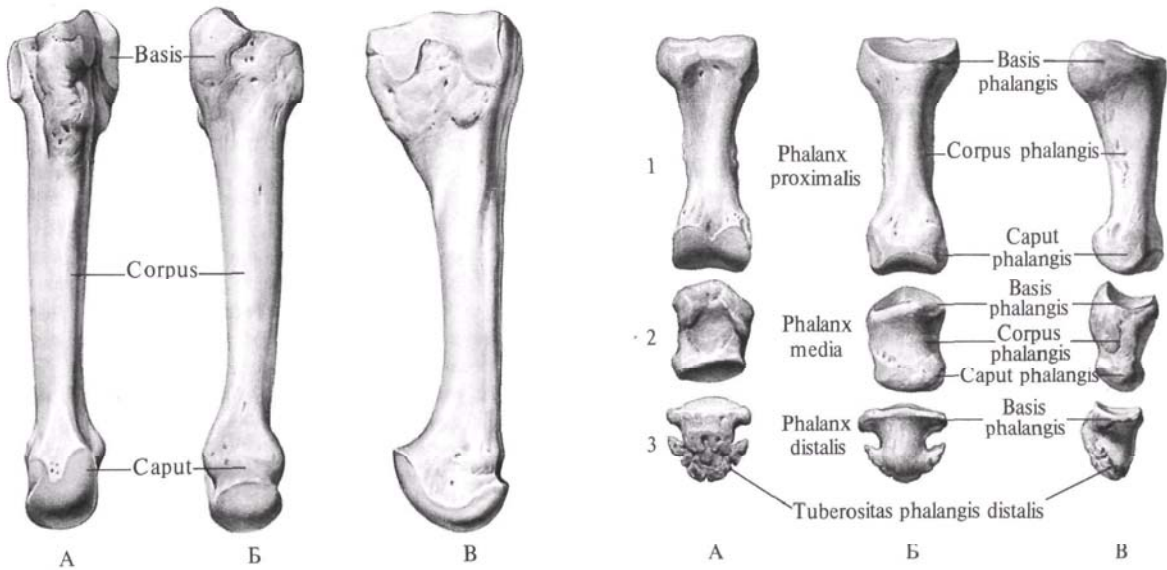 Basis
Corpus
Caput
А
Б
В
Basis
phalangis
1
Phalanx
proximalis
Corpus phalangis
Caput
phalangis
Basis
phalangis
2
Phalanx
media
Corpus
phalangis
Caput phalangis
Basis
phalangis
3
Phalanx
distalis
Tuberositas phalangis distalis
А
Б
В